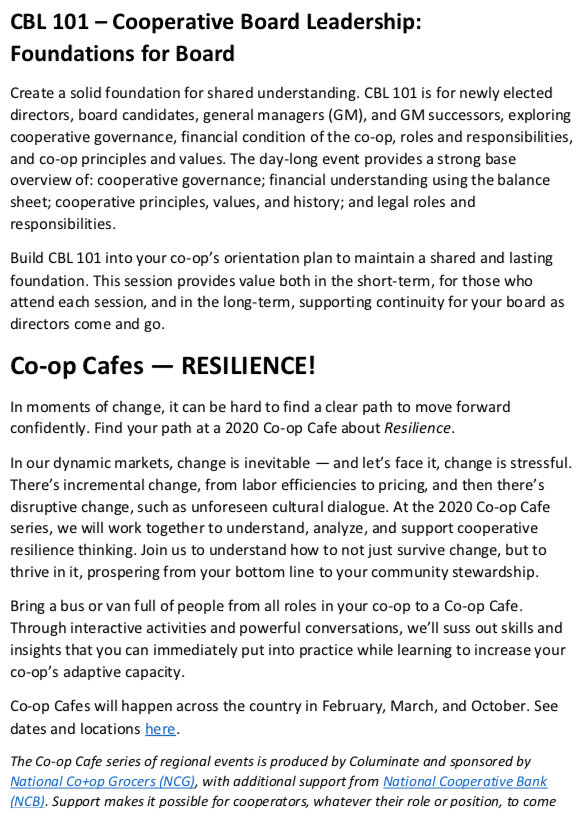 CBL 101 – Cooperative Board Leadership:
Foundations for Board
Create a solid foundation for shared understanding. CBL 101 is for newly elected
directors, board candidates, general managers (GM), and GM successors, exploring
cooperative governance, financial condition of the co-op, roles and responsibilities,
and co-op principles and values. The day-long event provides a strong base
overview of: cooperative governance; financial understanding using the balance
sheet; cooperative principles, values, and history; and legal roles and
responsibilities.
Build CBL 101 into your co-op’s orientation plan to maintain a shared and lasting
foundation. This session provides value both in the short-term, for those who
attend each session, and in the long-term, supporting continuity for your board as
directors come and go.
Co-op Cafes — RESILIENCE!
In moments of change, it can be hard to find a clear path to move forward
confidently. Find your path at a 2020 Co-op Cafe about Resilience.
In our dynamic markets, change is inevitable — and let’s face it, change is stressful.
There’s incremental change, from labor efficiencies to pricing, and then there’s
disruptive change, such as unforeseen cultural dialogue. At the 2020 Co-op Cafe
series, we will work together to understand, analyze, and support cooperative
resilience thinking. Join us to understand how to not just survive change, but to
thrive in it, prospering from your bottom line to your community stewardship.
Bring a bus or van full of people from all roles in your co-op to a Co-op Cafe.
Through interactive activities and powerful conversations, we’ll suss out skills and
insights that you can immediately put into practice while learning to increase your
co-op’s adaptive capacity.
Co-op Cafes will happen across the country in February, March, and October. See
dates and locations here.
The Co-op Cafe series of regional events is produced by Columinate and sponsored by
National Co+op Grocers (NCG), with additional support from National Cooperative Bank
(NCB). Support makes it possible for cooperators, whatever their role or position, to come